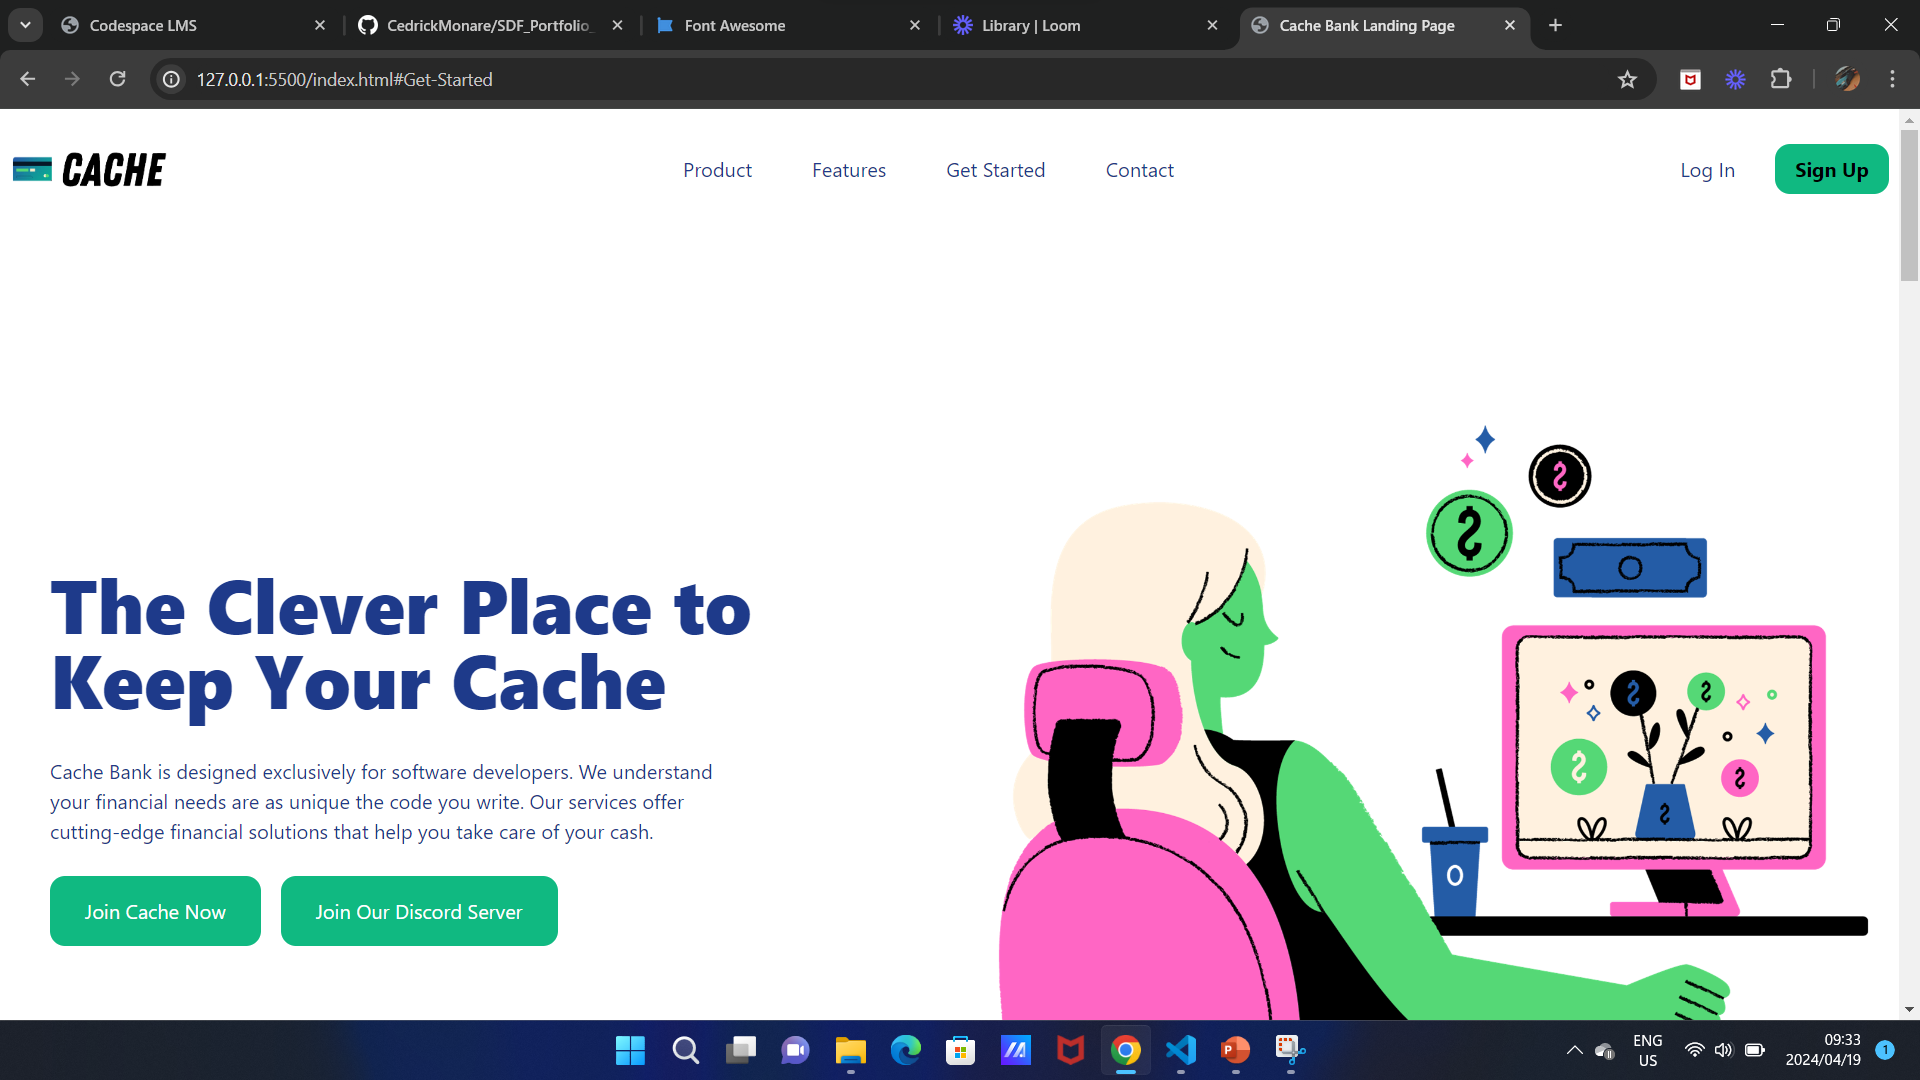 Codespace LMS
CedrickMonare/SDF_Portfolio_
Font Awesome
Library | Loom
Cache Bank Landing Page
127.0.0.1:5500/index.html#Get-Started
CACHE
Product
Features
Get Started
Contact
Log In
Sign Up
The Clever Place to
Keep Your Cache
Cache Bank is designed exclusively for software developers. We understand
your financial needs are as unique the code you write. Our services offer
cutting-edge financial solutions that help you take care of your cash.
Join Cache Now
Join Our Discord Server
ENG
US
09:33
2024/04/19
1